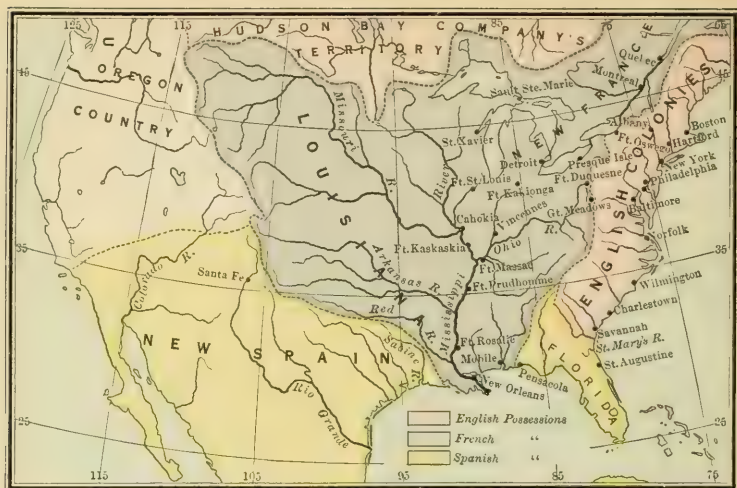 125
115
HUDSON BAY COMPANY'S
TERRITORY
75
65
45
U
OREGON
COUNTRY
Missouri R.
LOUISIANA
NEW FRANCE
Quebec
Montreal
Sault Ste. Marie
St. Xavier
Albany
Ft. Oswego
Boston
Hartford
Detroit
Presque Isle
New York
Ft. Duquesne
Philadelphia
Ft. St. Louis
Ft. Kakionga
Gt. Meadows
Baltimore
River
Cahokia
Vincennes
Ohio R.
Norfolk
Ft. Kaskaskia
ENGLISH COLONIES
35
Colorado R.
Santa Fe
Arkansas R.
Ft. Massac
Ft. Prudhomme
Mississippi
Wilmington
Charlestown
Savannah
Red R.
NEW SPAIN
Sabine R.
Ft. Rosalie
Mobile
St. Mary's R.
St. Augustine
Pensacola
New Orleans
FLORIDA
Rio Grande
25
English Possessions
French "
Spanish "
115
105
95
85
75